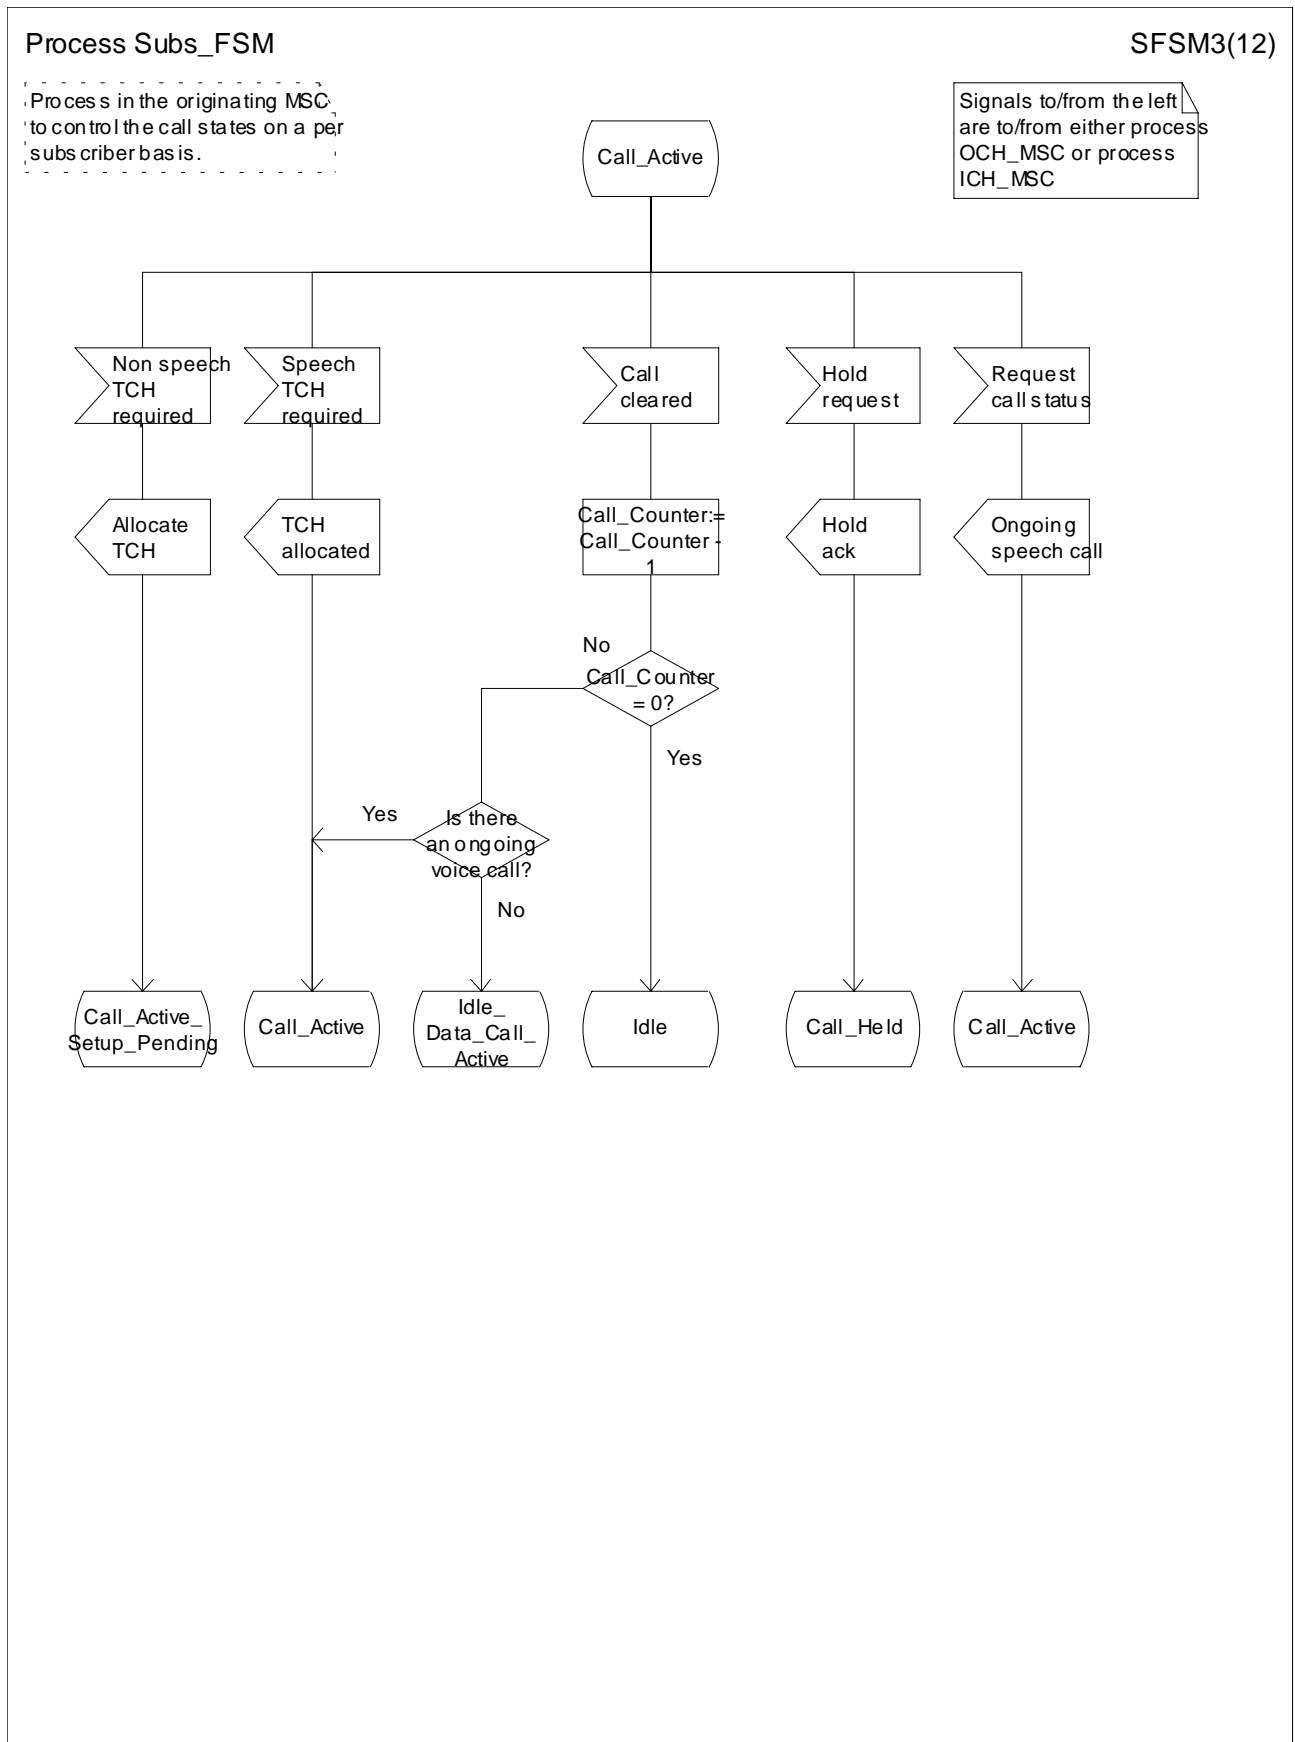 Process Subs_FSM
SFSM3(12)
Process in the originating MSC
to control the call states on a per
subscriber basis.
Signals to/from the left
are to/from either process
OCH_MSC or process
ICH_MSC
Call_Active
Non speech
TCH
required
Speech
TCH
required
Call
cleared
Hold
request
Request
call status
Allocate
TCH
TCH
allocated
Call_Counter:=
Call_Counter -
1
Hold
ack
Ongoing
speech call
No
Call_Counter
= 0?
Yes
Yes
Is there
an ongoing
voice call?
No
Call_Active_
Setup_Pending
Call_Active
Idle_
Data_Call_
Active
Idle
Call_Held
Call_Active